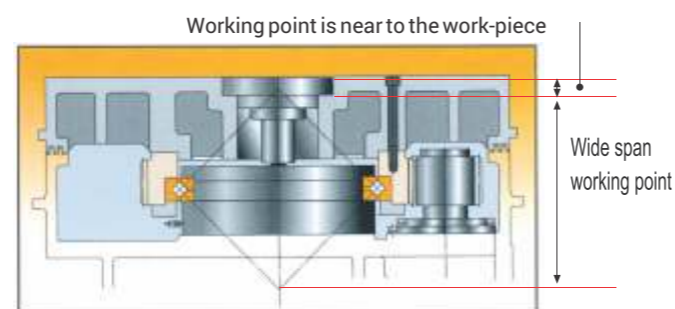 Working point is near to the work-piece
Wide span
working point